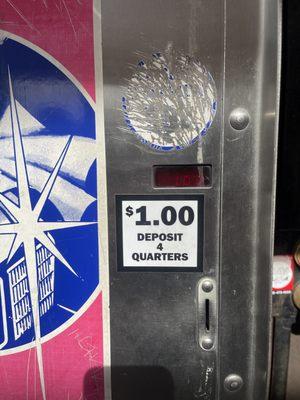 $1.00
DEPOSIT
4
QUARTERS